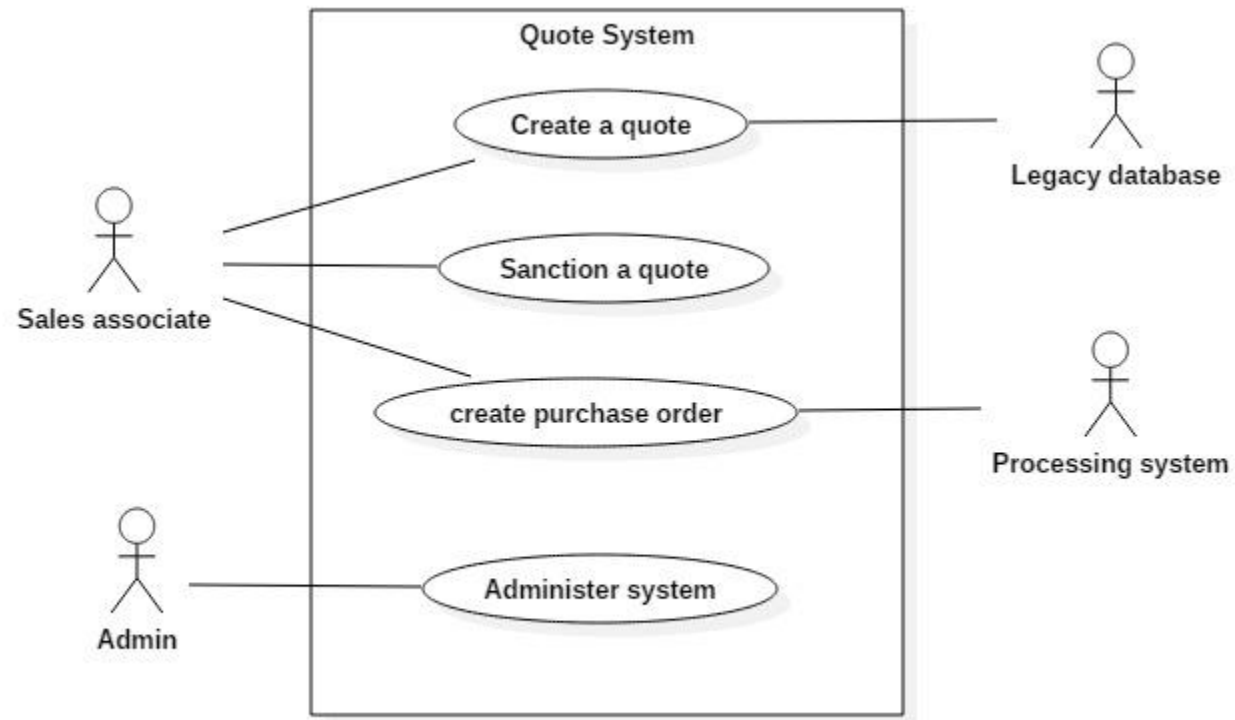 Quote System
Create a quote
Legacy database
Sanction a quote
Sales associate
create purchase order
Processing system
Administer system
Admin